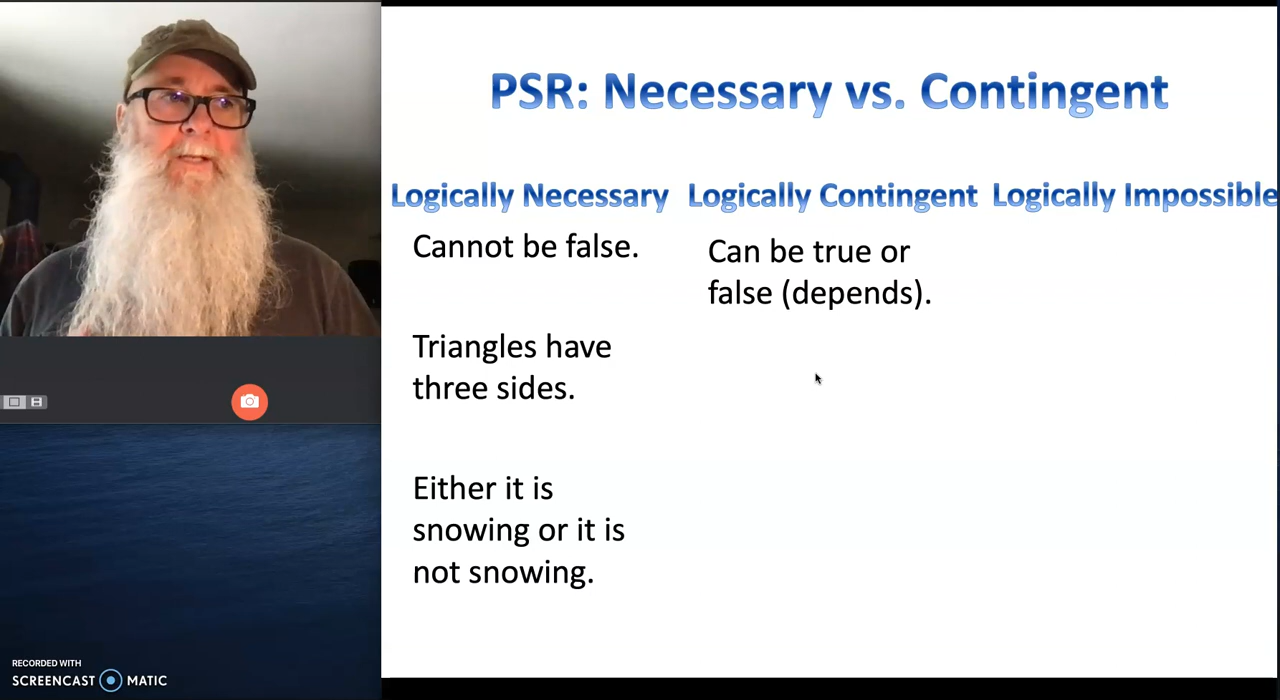 PSR: Necessary vs. Contingent
Logically Necessary
Cannot be false.
Triangles have
three sides.
Either it is
snowing or it is
not snowing.
Logically Contingent
Can be true or
false (depends).
Logically Impossible
RECORDED WITH
SCREENCAST MATIC